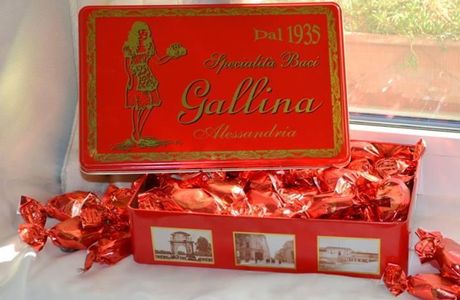 Dal 1935
Specialità Baci
Gallina
Alessandria